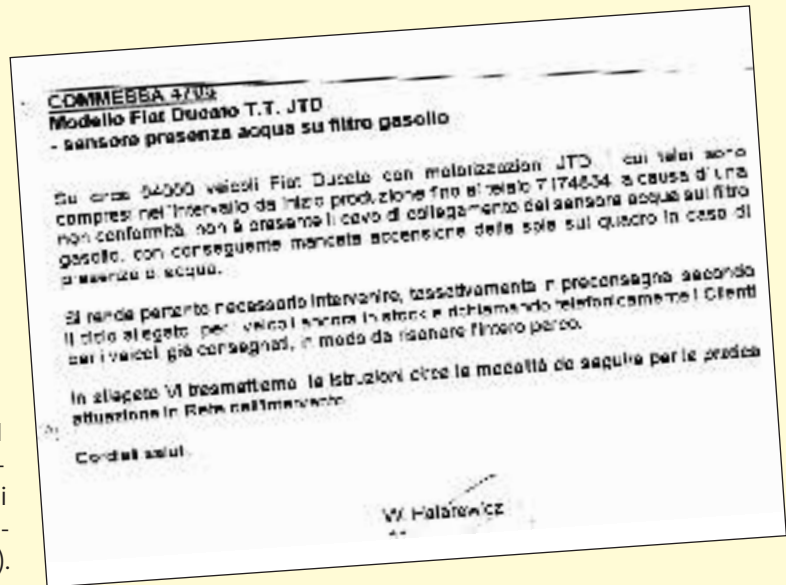 COMMESSA 4705
Modello Fiat Ducato T.T. JTD
- sensore presenza acqua su filtro gasolio
Su circa 64000 veicoli Fiat Ducato con motorizzazioni JTD i cui telai sono
compresi nell'intervallo da inizio produzione fino al telaio 7174634, a causa di una
non conformità, non è presente il cavo di collegamento del sensore acqua sul filtro
gasolio, con conseguente mancata accensione della spia sul quadro in caso di
presenza di acqua.
Si rende pertanto necessario intervenire, tassativamente in preconsegna, secondo
il ciclo allegato, per i veicoli ancora in stock e richiamando telefonicamente i Clienti
per i veicoli già consegnati, in modo da risanare l'intero parco.
In allegato Vi trasmettiamo le istruzioni circa le modalità da seguire per la pratica
attuazione in Rete dell'intervento.
Cordiali saluti.
W. Halarewicz
i
-
).